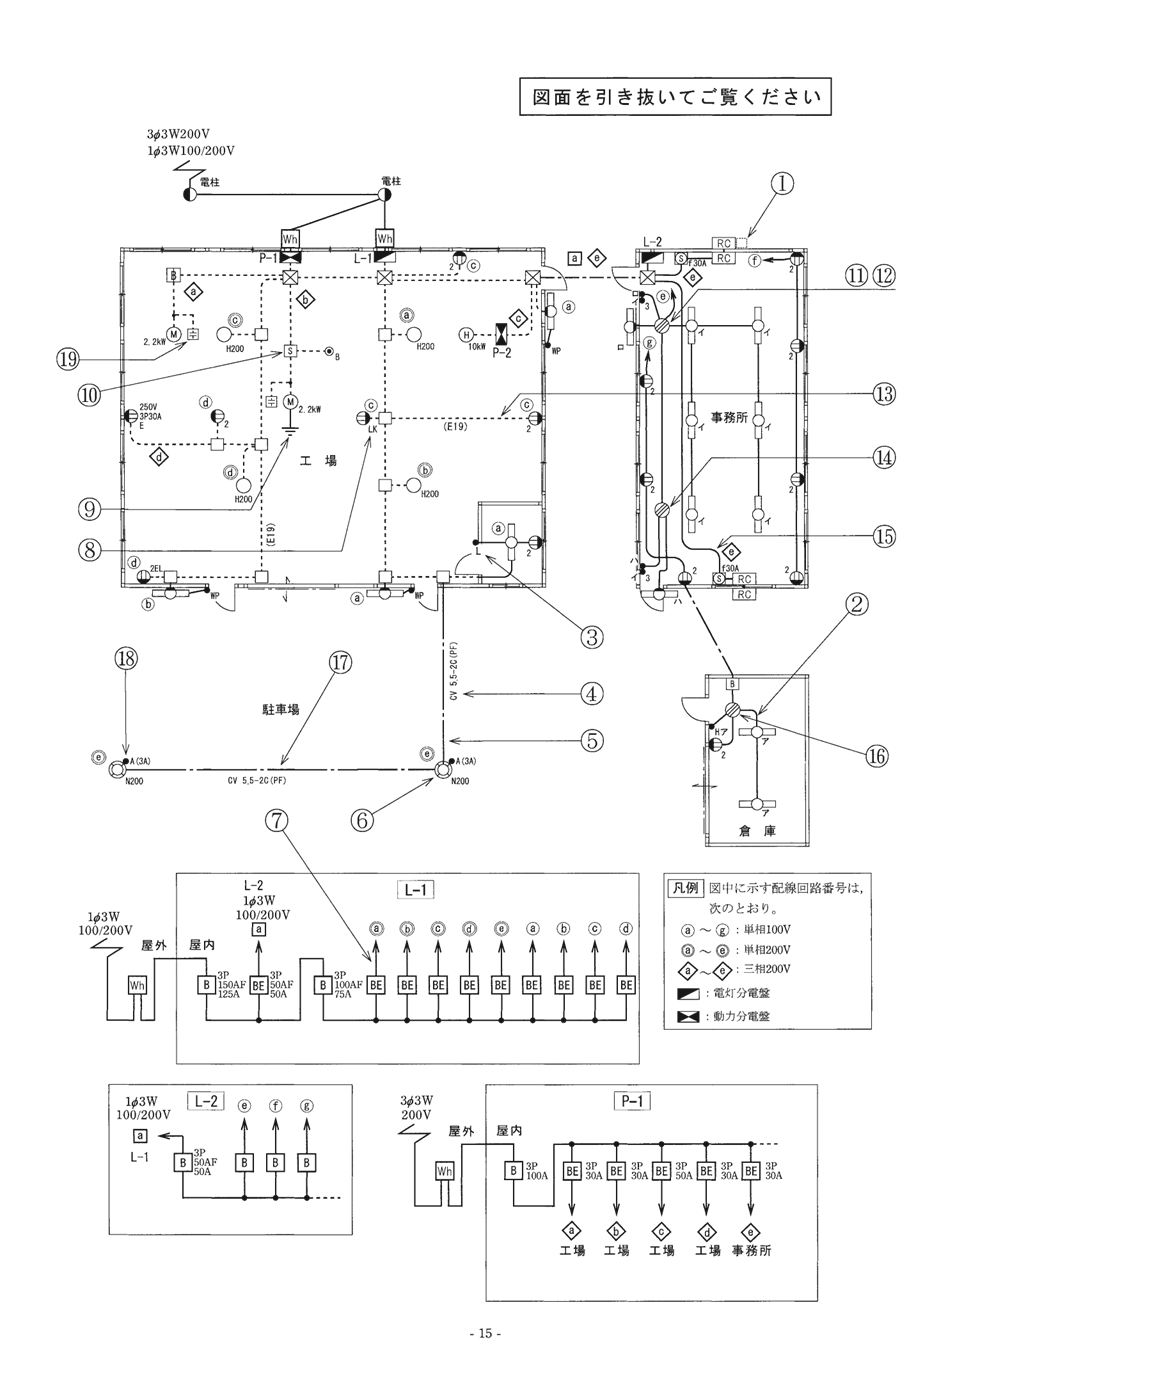 図面を引き抜いてご覧ください
3φ3W200V
1φ3W100/200V
電柱
電柱
①
Wh
Wh
P-1
L-1
2
ⓒ
a
e
L-2
RC
RC
S
f30A
ⓕ
2
B
a
b
ⓔ
e
⑪ ⑫
ロ
イ
3
ⓐ
M
2.2kW
ⓒ
H200
ⓐ
H200
H
10kW
c
P-2
WP
ロ
イ
イ
ⓖ
⑲
S
B
2
⑩
M
2.2kW
2
⑬
250V
3P30A
E
ⓓ
2
ⓒ
LK
(E19)
ⓒ
2
事務所
イ
イ
d
工場
⑭
ⓓ
H200
ⓑ
H200
2
2
⑨
イ
イ
(E19)
ⓐ
L
2
⑮
⑧
e
ⓓ
2EL
ハ
イ
3
2
f30A
S
RC
RC
2
ⓑ
WP
ⓐ
WP
ハ
③
②
⑱
⑰
CV 5.5-2C(PF)
④
B
駐車場
Hア
2
ア
⑤
⑯
ⓔ
A(3A)
N200
CV 5.5-2C(PF)
ⓔ
A(3A)
N200
⑦
⑥
ア
倉庫
L-2
1φ3W
100/200V
a
L-1
1φ3W
100/200V
屋外
屋内
ⓐ ⓑ ⓒ ⓓ ⓔ ⓐ ⓑ ⓒ ⓓ
Wh
B
3P
150AF
125A
BE
3P
50AF
50A
B
3P
100AF
75A
BE BE BE BE BE BE BE BE BE
凡例 図中に示す配線回路番号は,
次のとおり。
ⓐ～ⓖ：単相100V
ⓐ～ⓔ：単相200V
a～e：三相200V
：電灯分電盤
：動力分電盤
L-2
1φ3W
100/200V
a
L-1
ⓔ ⓕ ⓖ
B
3P
50AF
50A
B B B
P-1
3φ3W
200V
屋外
屋内
Wh
B
3P
100A
BE
3P
30A
BE
3P
30A
BE
3P
50A
BE
3P
30A
BE
3P
30A
a b c d e
工場 工場 工場 工場 事務所
- 15 -